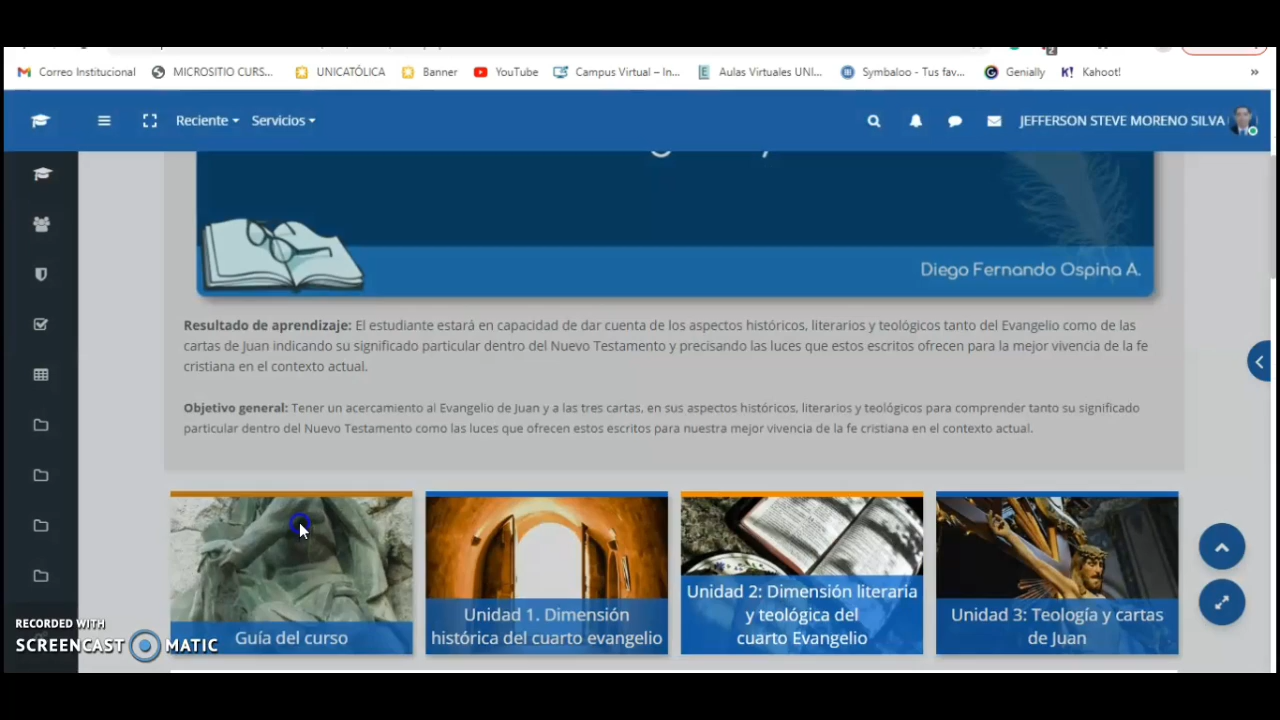 Correo Institucional MICROSITIO CURS... UNICATÓLICA Banner YouTube Campus Virtual – In... Aulas Virtuales UNI... Symbaloo - Tus fav... Genially K! Kahoot! »
Reciente Servicios JEFFERSON STEVE MORENO SILVA
Diego Fernando Ospina A.
Resultado de aprendizaje: El estudiante estará en capacidad de dar cuenta de los aspectos históricos, literarios y teológicos tanto del Evangelio como de las
cartas de Juan indicando su significado particular dentro del Nuevo Testamento y precisando las luces que estos escritos ofrecen para la mejor vivencia de la fe
cristiana en el contexto actual.
Objetivo general: Tener un acercamiento al Evangelio de Juan y a las tres cartas, en sus aspectos históricos, literarios y teológicos para comprender tanto su significado
particular dentro del Nuevo Testamento como las luces que ofrecen estos escritos para nuestra mejor vivencia de la fe cristiana en el contexto actual.
Guía del curso
Unidad 1. Dimensión
histórica del cuarto evangelio
Unidad 2: Dimensión literaria
y teológica del
cuarto Evangelio
Unidad 3: Teología y cartas
de Juan
RECORDED WITH
SCREENCAST MATIC